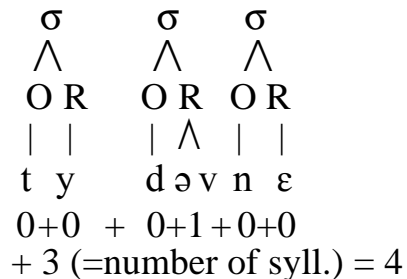 σ σ σ
O R O R O R
t y d ə v n ε
0+0 + 0+1+0+0
+ 3 (=number of syll.) = 4